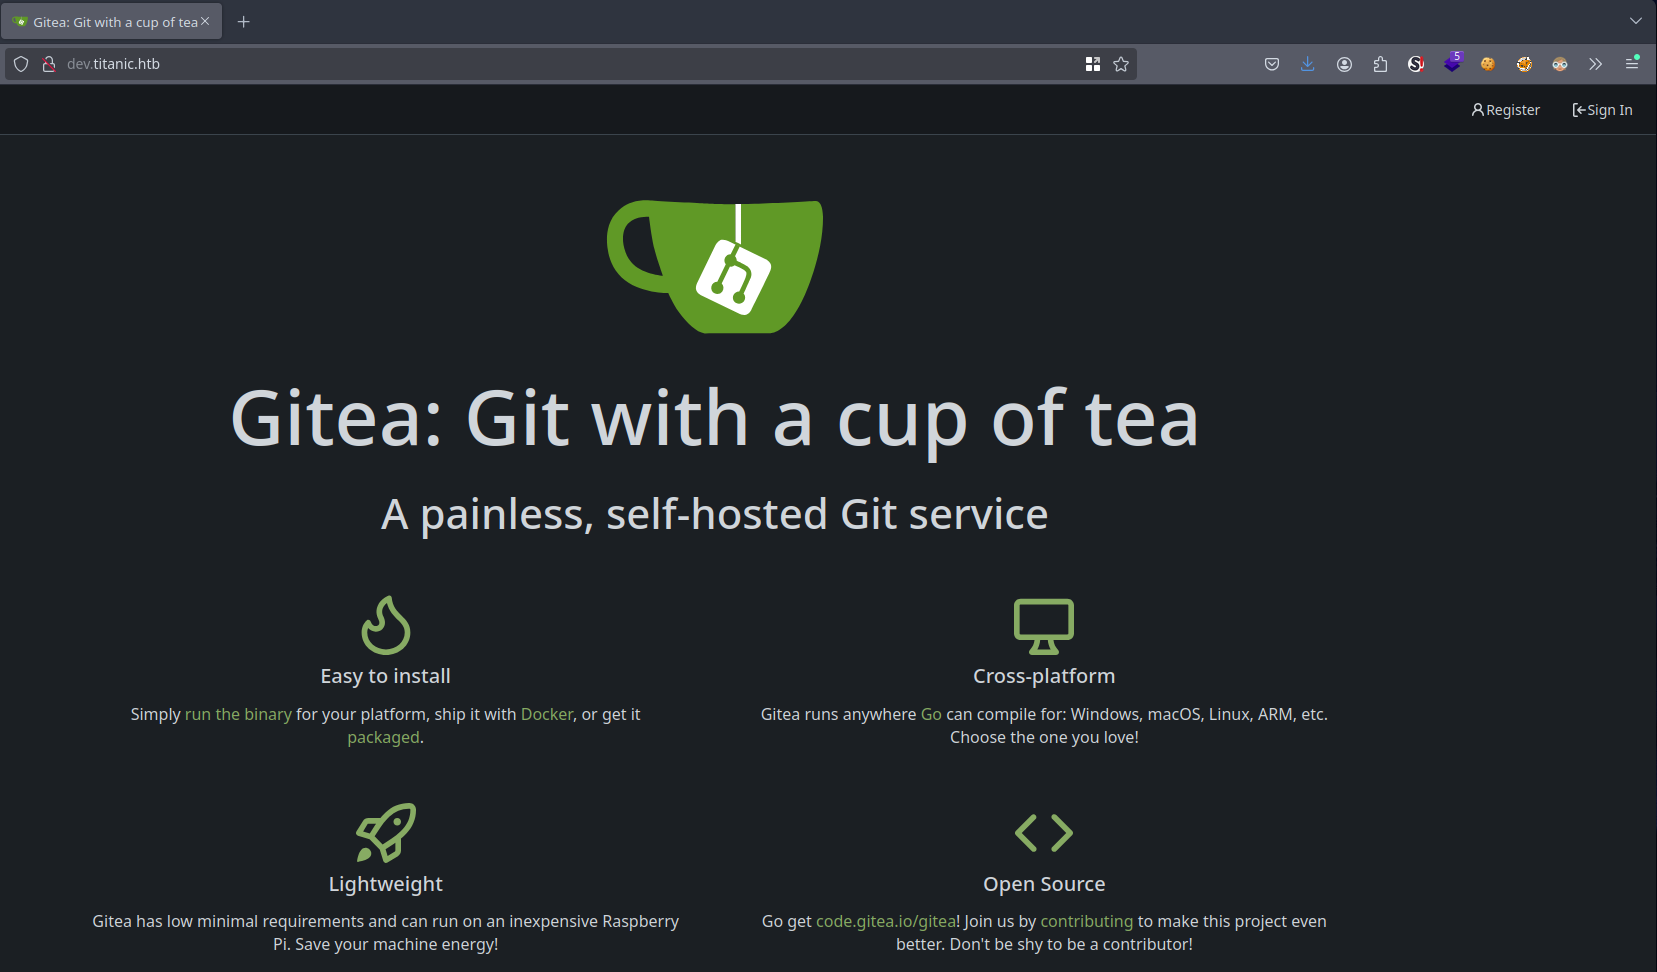 Gitea: Git with a cup of tea
dev.titanic.htb
5
Register
Sign In
Gitea: Git with a cup of tea
A painless, self-hosted Git service
Easy to install
Simply run the binary for your platform, ship it with Docker, or get it
packaged.
Cross-platform
Gitea runs anywhere Go can compile for: Windows, macOS, Linux, ARM, etc.
Choose the one you love!
Lightweight
Gitea has low minimal requirements and can run on an inexpensive Raspberry
Pi. Save your machine energy!
Open Source
Go get code.gitea.io/gitea! Join us by contributing to make this project even
better. Don't be shy to be a contributor!